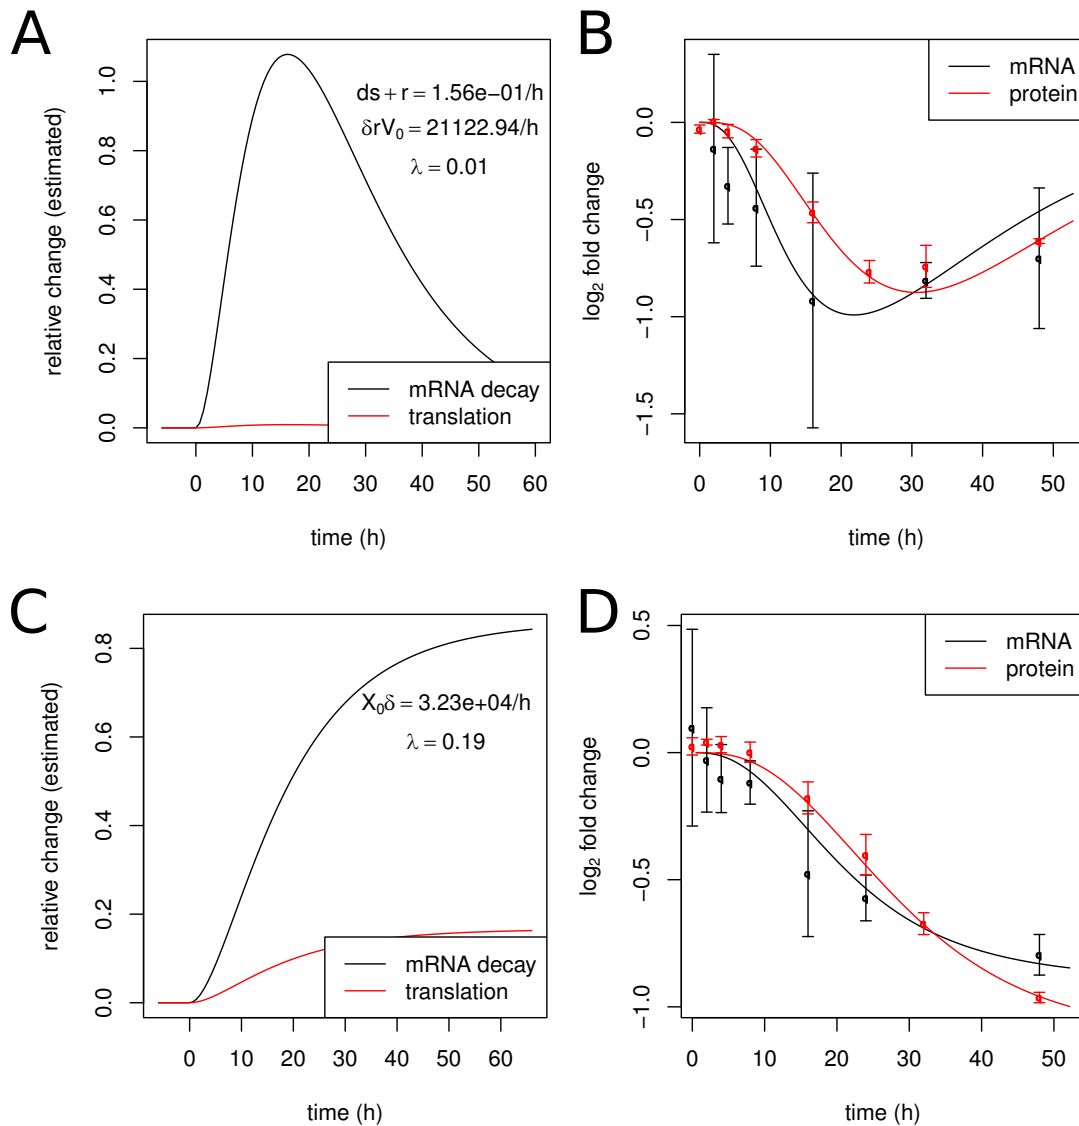 A
relative change (estimated)
0.0 0.2 0.4 0.6 0.8 1.0
ds + r = 1.56e−01/h
δrV₀ = 21122.94/h
λ = 0.01
mRNA decay
translation
0 10 20 30 40 50 60
time (h)
B
log₂ fold change
−1.5 −1.0 −0.5 0.0
mRNA
protein
0 10 20 30 40 50
time (h)
C
relative change (estimated)
0.0 0.2 0.4 0.6 0.8
X₀δ = 3.23e+04/h
λ = 0.19
mRNA decay
translation
0 10 20 30 40 50 60
time (h)
D
log₂ fold change
−1.0 −0.5 0.0 0.5
mRNA
protein
0 10 20 30 40 50
time (h)